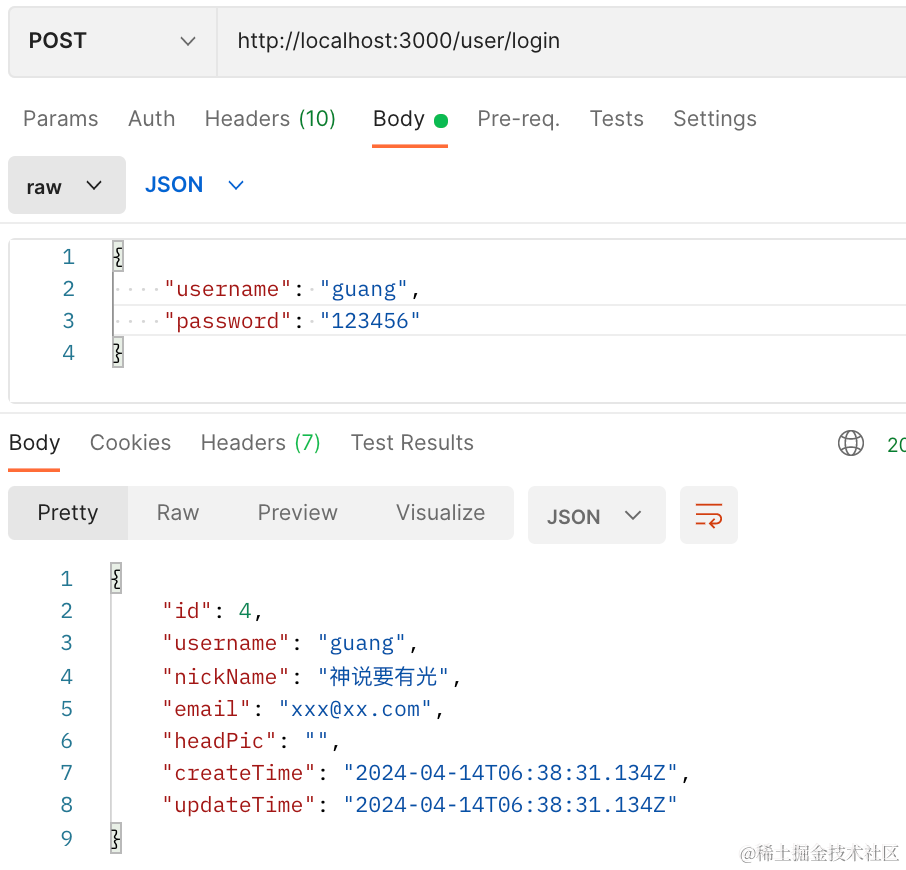 POST http://localhost:3000/user/login
Params Auth Headers (10) Body Pre-req. Tests Settings
raw JSON
1 {
2 "username": "guang",
3 "password": "123456"
4 }
Body Cookies Headers (7) Test Results 20
Pretty Raw Preview Visualize JSON
1 {
2 "id": 4,
3 "username": "guang",
4 "nickName": "神说要有光",
5 "email": "xxx@xx.com",
6 "headPic": "",
7 "createTime": "2024-04-14T06:38:31.134Z",
8 "updateTime": "2024-04-14T06:38:31.134Z"
9 }
@稀土掘金技术社区